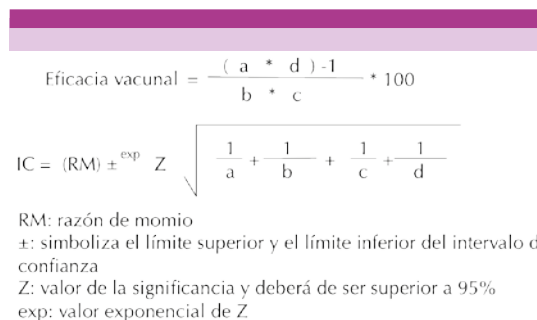 Eficacia vacunal = ( a * d ) -1 / b * c * 100
IC = (RM) ± exp Z √ 1/a + 1/b + 1/c + 1/d
RM: razón de momio
±: simboliza el límite superior y el límite inferior del intervalo d
confianza
Z: valor de la significancia y deberá de ser superior a 95%
exp: valor exponencial de Z